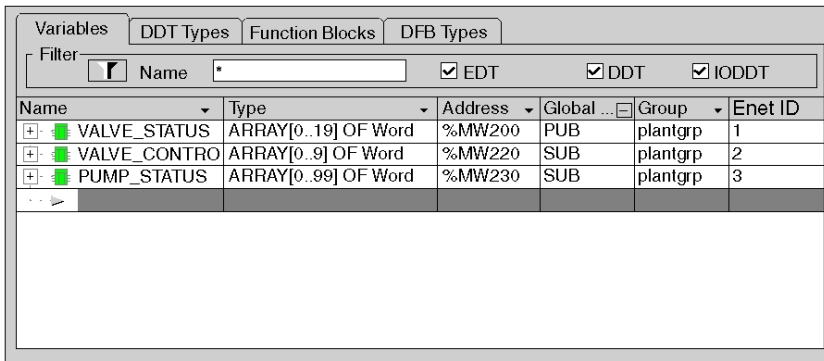 Variables DDT Types Function Blocks DFB Types
Filter
Name * EDT DDT IODDT
Name Type Address Global ... Group Enet ID
VALVE_STATUS ARRAY[0..19] OF Word %MW200 PUB plantgrp 1
VALVE_CONTRO ARRAY[0..9] OF Word %MW220 SUB plantgrp 2
PUMP_STATUS ARRAY[0..99] OF Word %MW230 SUB plantgrp 3